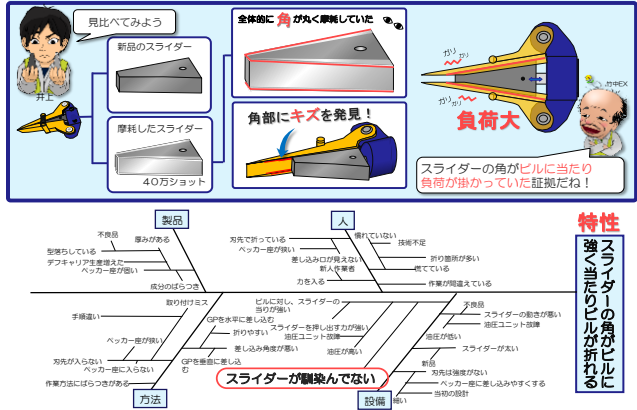 見比べてみよう
井上
新品のスライダー
摩耗したスライダー
40万ショット
全体的に角が丸く摩耗していた
角部にキズを発見！
ガリ
ガリ
ガリ
ガリ
負荷大
竹中EX
スライダーの角がビルに当たり
負荷が掛かっていた証拠だね！
特性
スライダーの角がビルに
強く当たりビルが折れる
製品
不良品
厚みがある
型落ちしている
デフキャリア生産増えた
ベッカー座が固い
成分のばらつき
人
慣れていない
刃先で折っている
技術不足
ベッカー座が狭い
差し込み口が見えない
折り箇所が多い
新人作業者
慌てている
力を入る
作業が間違えている
方法
取り付けミス
手順違い
GPを水平に差し込む
折りやすい
ベッカー座が狭い
差し込み角度が悪い
刃先が入らない
ベッカー座に入らない
GPを垂直に差し込
む
作業方法にばらつきがある
設備
ビルに対し、スライダーの
当りが強い
スライダーを押し出す力が強い
油圧ユニット故障
油圧が高い
スライダーが馴染んでない
不良品
スライダーの動きが悪い
油圧ユニット故障
油圧が低い
スライダーが太い
新品
刃先は強度がない
ベッカー座に差し込みやすくする
当初の設計
細い